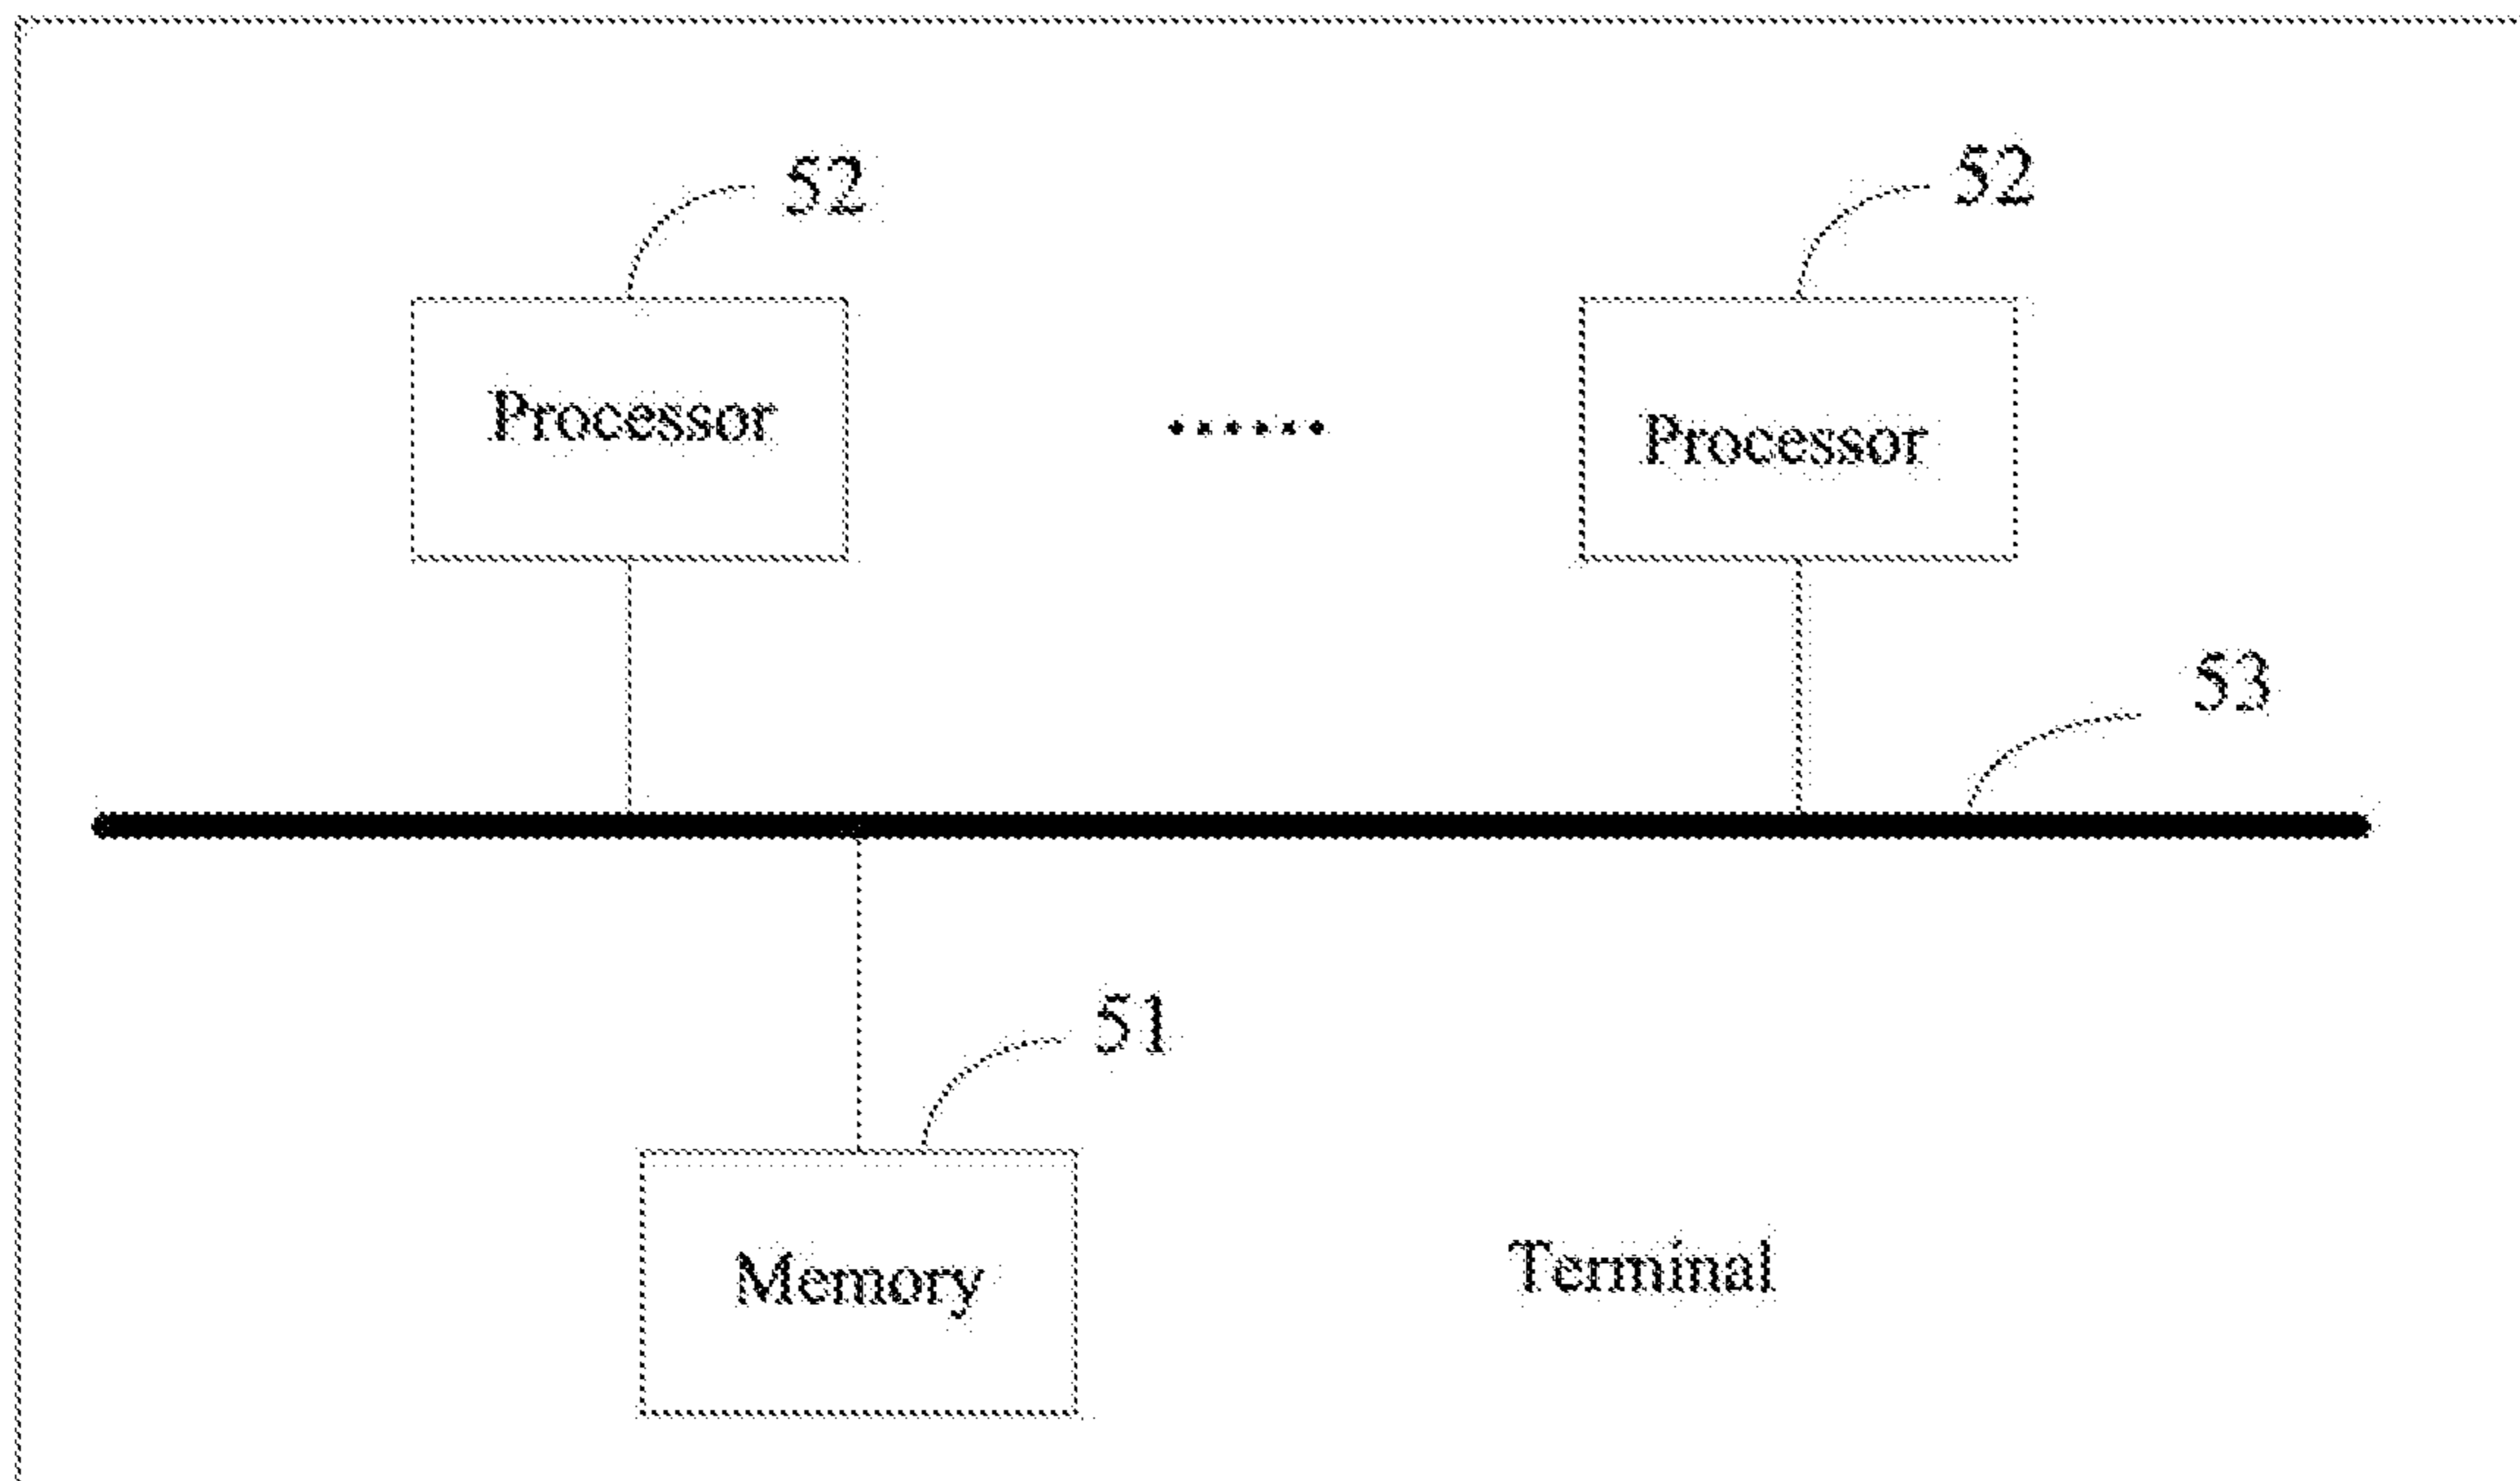 52
52
Processor
......
Processor
53
51
Memory
Terminal